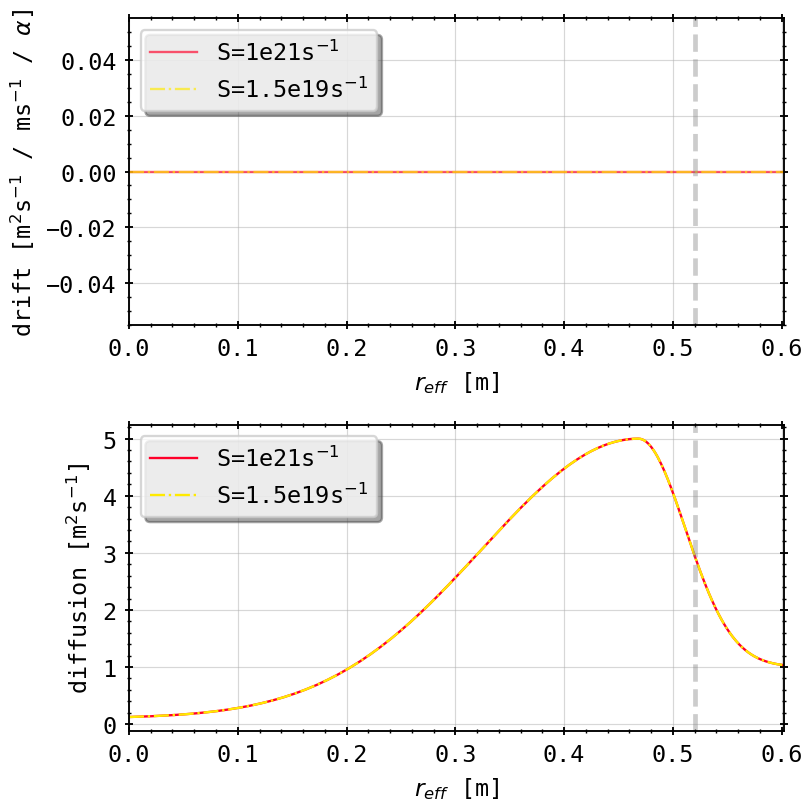 drift [m²s⁻¹ / ms⁻¹ / α]
S=1e21s⁻¹
S=1.5e19s⁻¹
0.04
0.02
0.00
−0.02
−0.04
0.0 0.1 0.2 0.3 0.4 0.5 0.6
r_eff [m]
diffusion [m²s⁻¹]
S=1e21s⁻¹
S=1.5e19s⁻¹
5
4
3
2
1
0
0.0 0.1 0.2 0.3 0.4 0.5 0.6
r_eff [m]